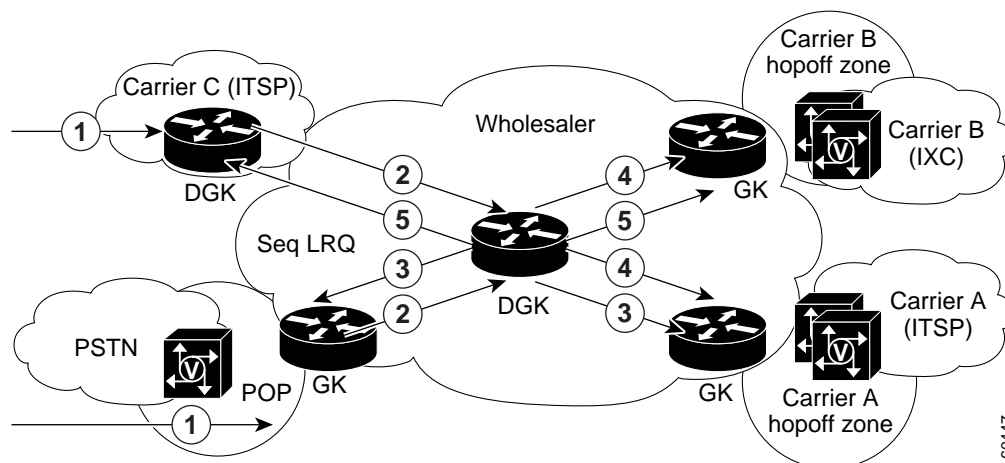 Carrier B
hopoff zone
Carrier C (ITSP)
1
Wholesaler
V
Carrier B
(IXC)
2
4
DGK
GK
5
5
Seq LRQ
3
4
DGK
2
3
Carrier A
(ITSP)
PSTN
V
V
POP
GK
GK
1
Carrier A
hopoff zone